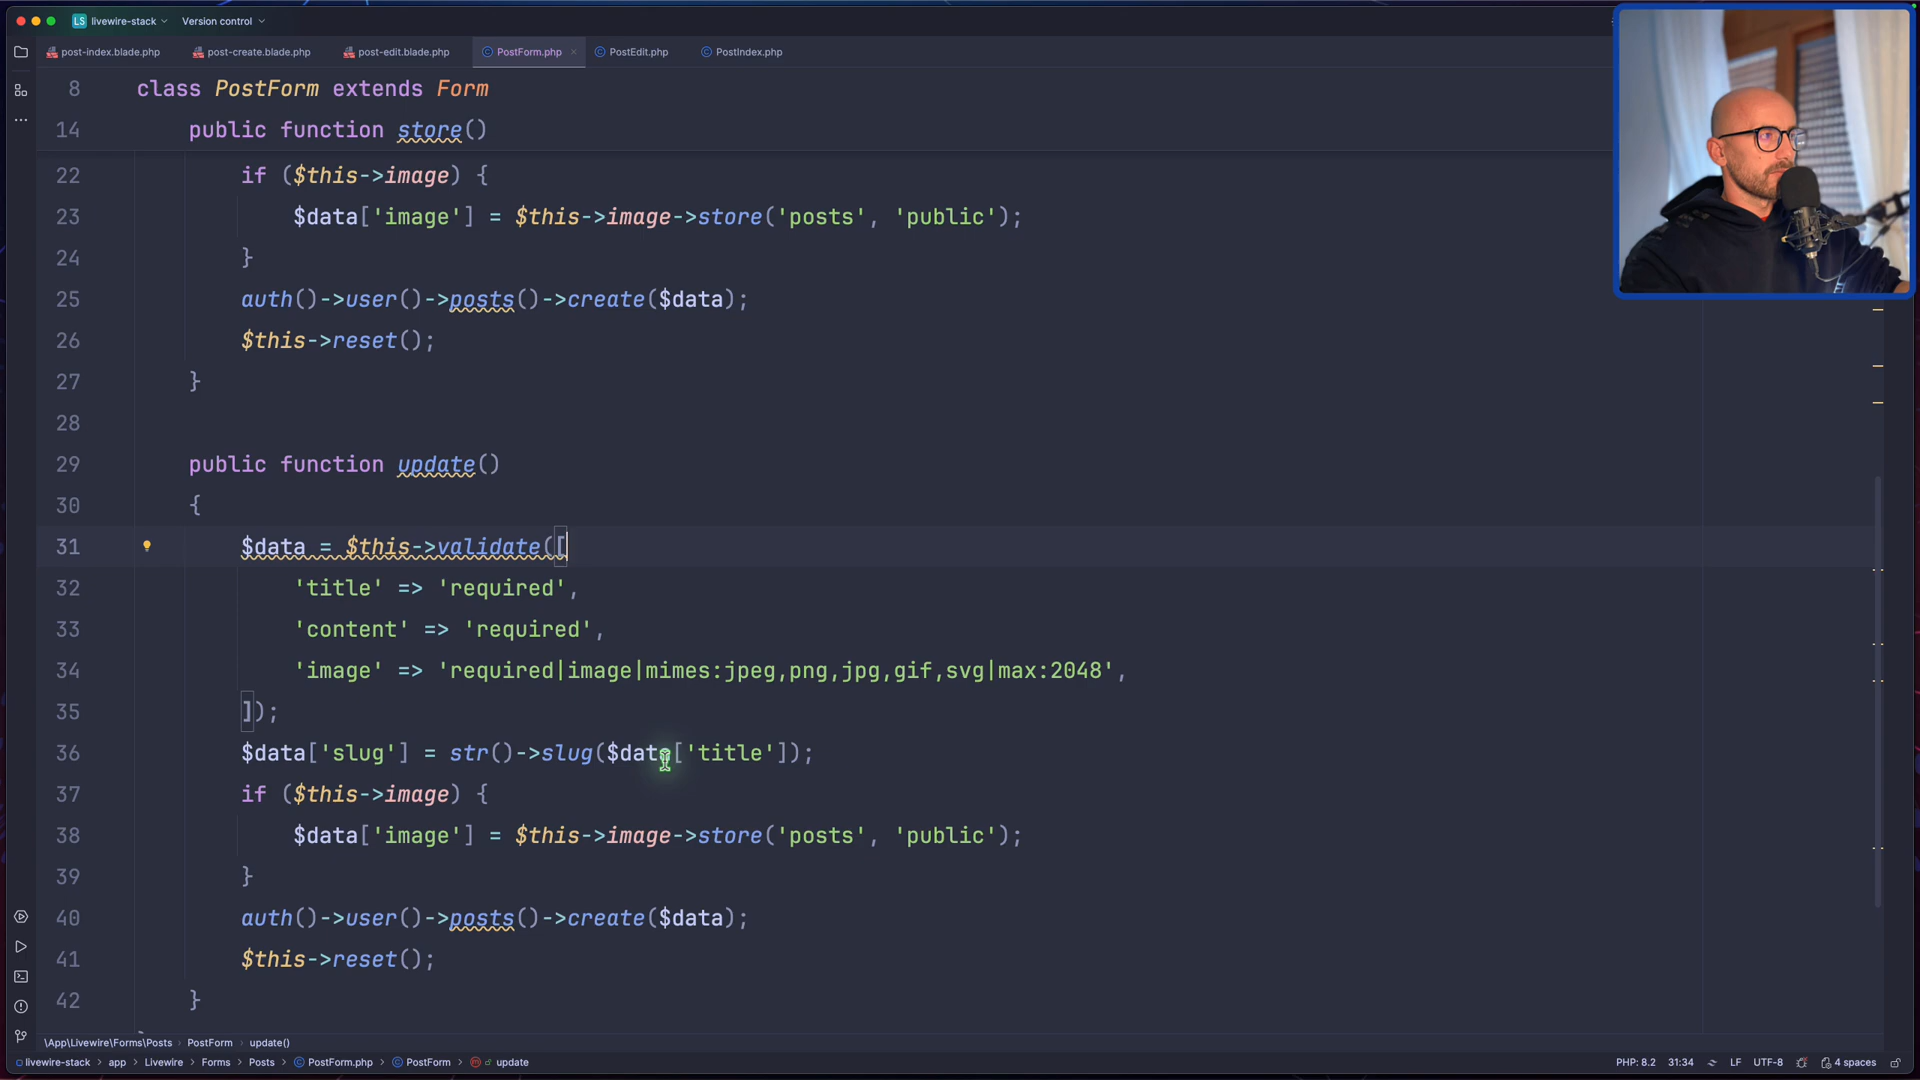 LS livewire-stack Version control
post-index.blade.php post-create.blade.php post-edit.blade.php PostForm.php PostEdit.php PostIndex.php
8 class PostForm extends Form
14 public function store()
22 if ($this->image) {
23 $data['image'] = $this->image->store('posts', 'public');
24 }
25 auth()->user()->posts()->create($data);
26 $this->reset();
27 }
28
29 public function update()
30 {
31 $data = $this->validate([
32 'title' => 'required',
33 'content' => 'required',
34 'image' => 'required|image|mimes:jpeg,png,jpg,gif,svg|max:2048',
35 ]);
36 $data['slug'] = str()->slug($data['title']);
37 if ($this->image) {
38 $data['image'] = $this->image->store('posts', 'public');
39 }
40 auth()->user()->posts()->create($data);
41 $this->reset();
42 }
\App\Livewire\Forms\Posts PostForm update()
livewire-stack app Livewire Forms Posts PostForm.php PostForm update PHP: 8.2 31:34 LF UTF-8 4 spaces